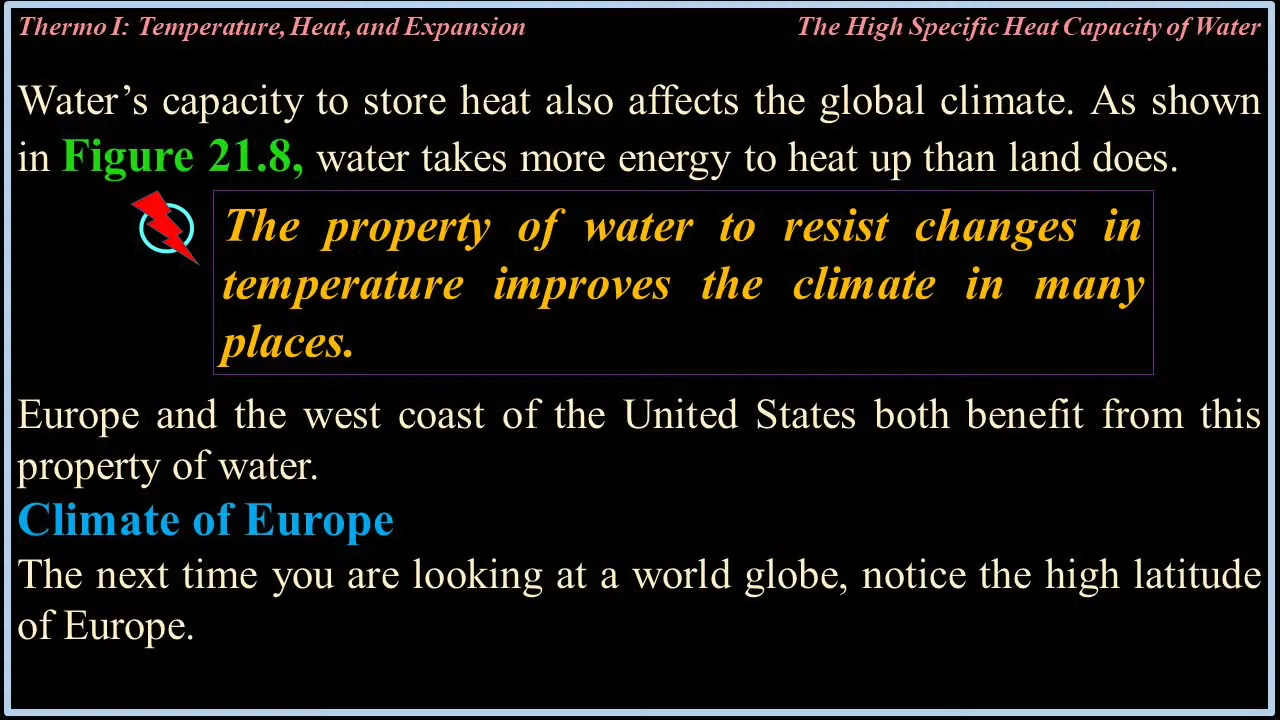 Thermo I: Temperature, Heat, and Expansion
The High Specific Heat Capacity of Water
Water’s capacity to store heat also affects the global climate. As shown
in Figure 21.8, water takes more energy to heat up than land does.
The property of water to resist changes in
temperature improves the climate in many
places.
Europe and the west coast of the United States both benefit from this
property of water.
Climate of Europe
The next time you are looking at a world globe, notice the high latitude
of Europe.